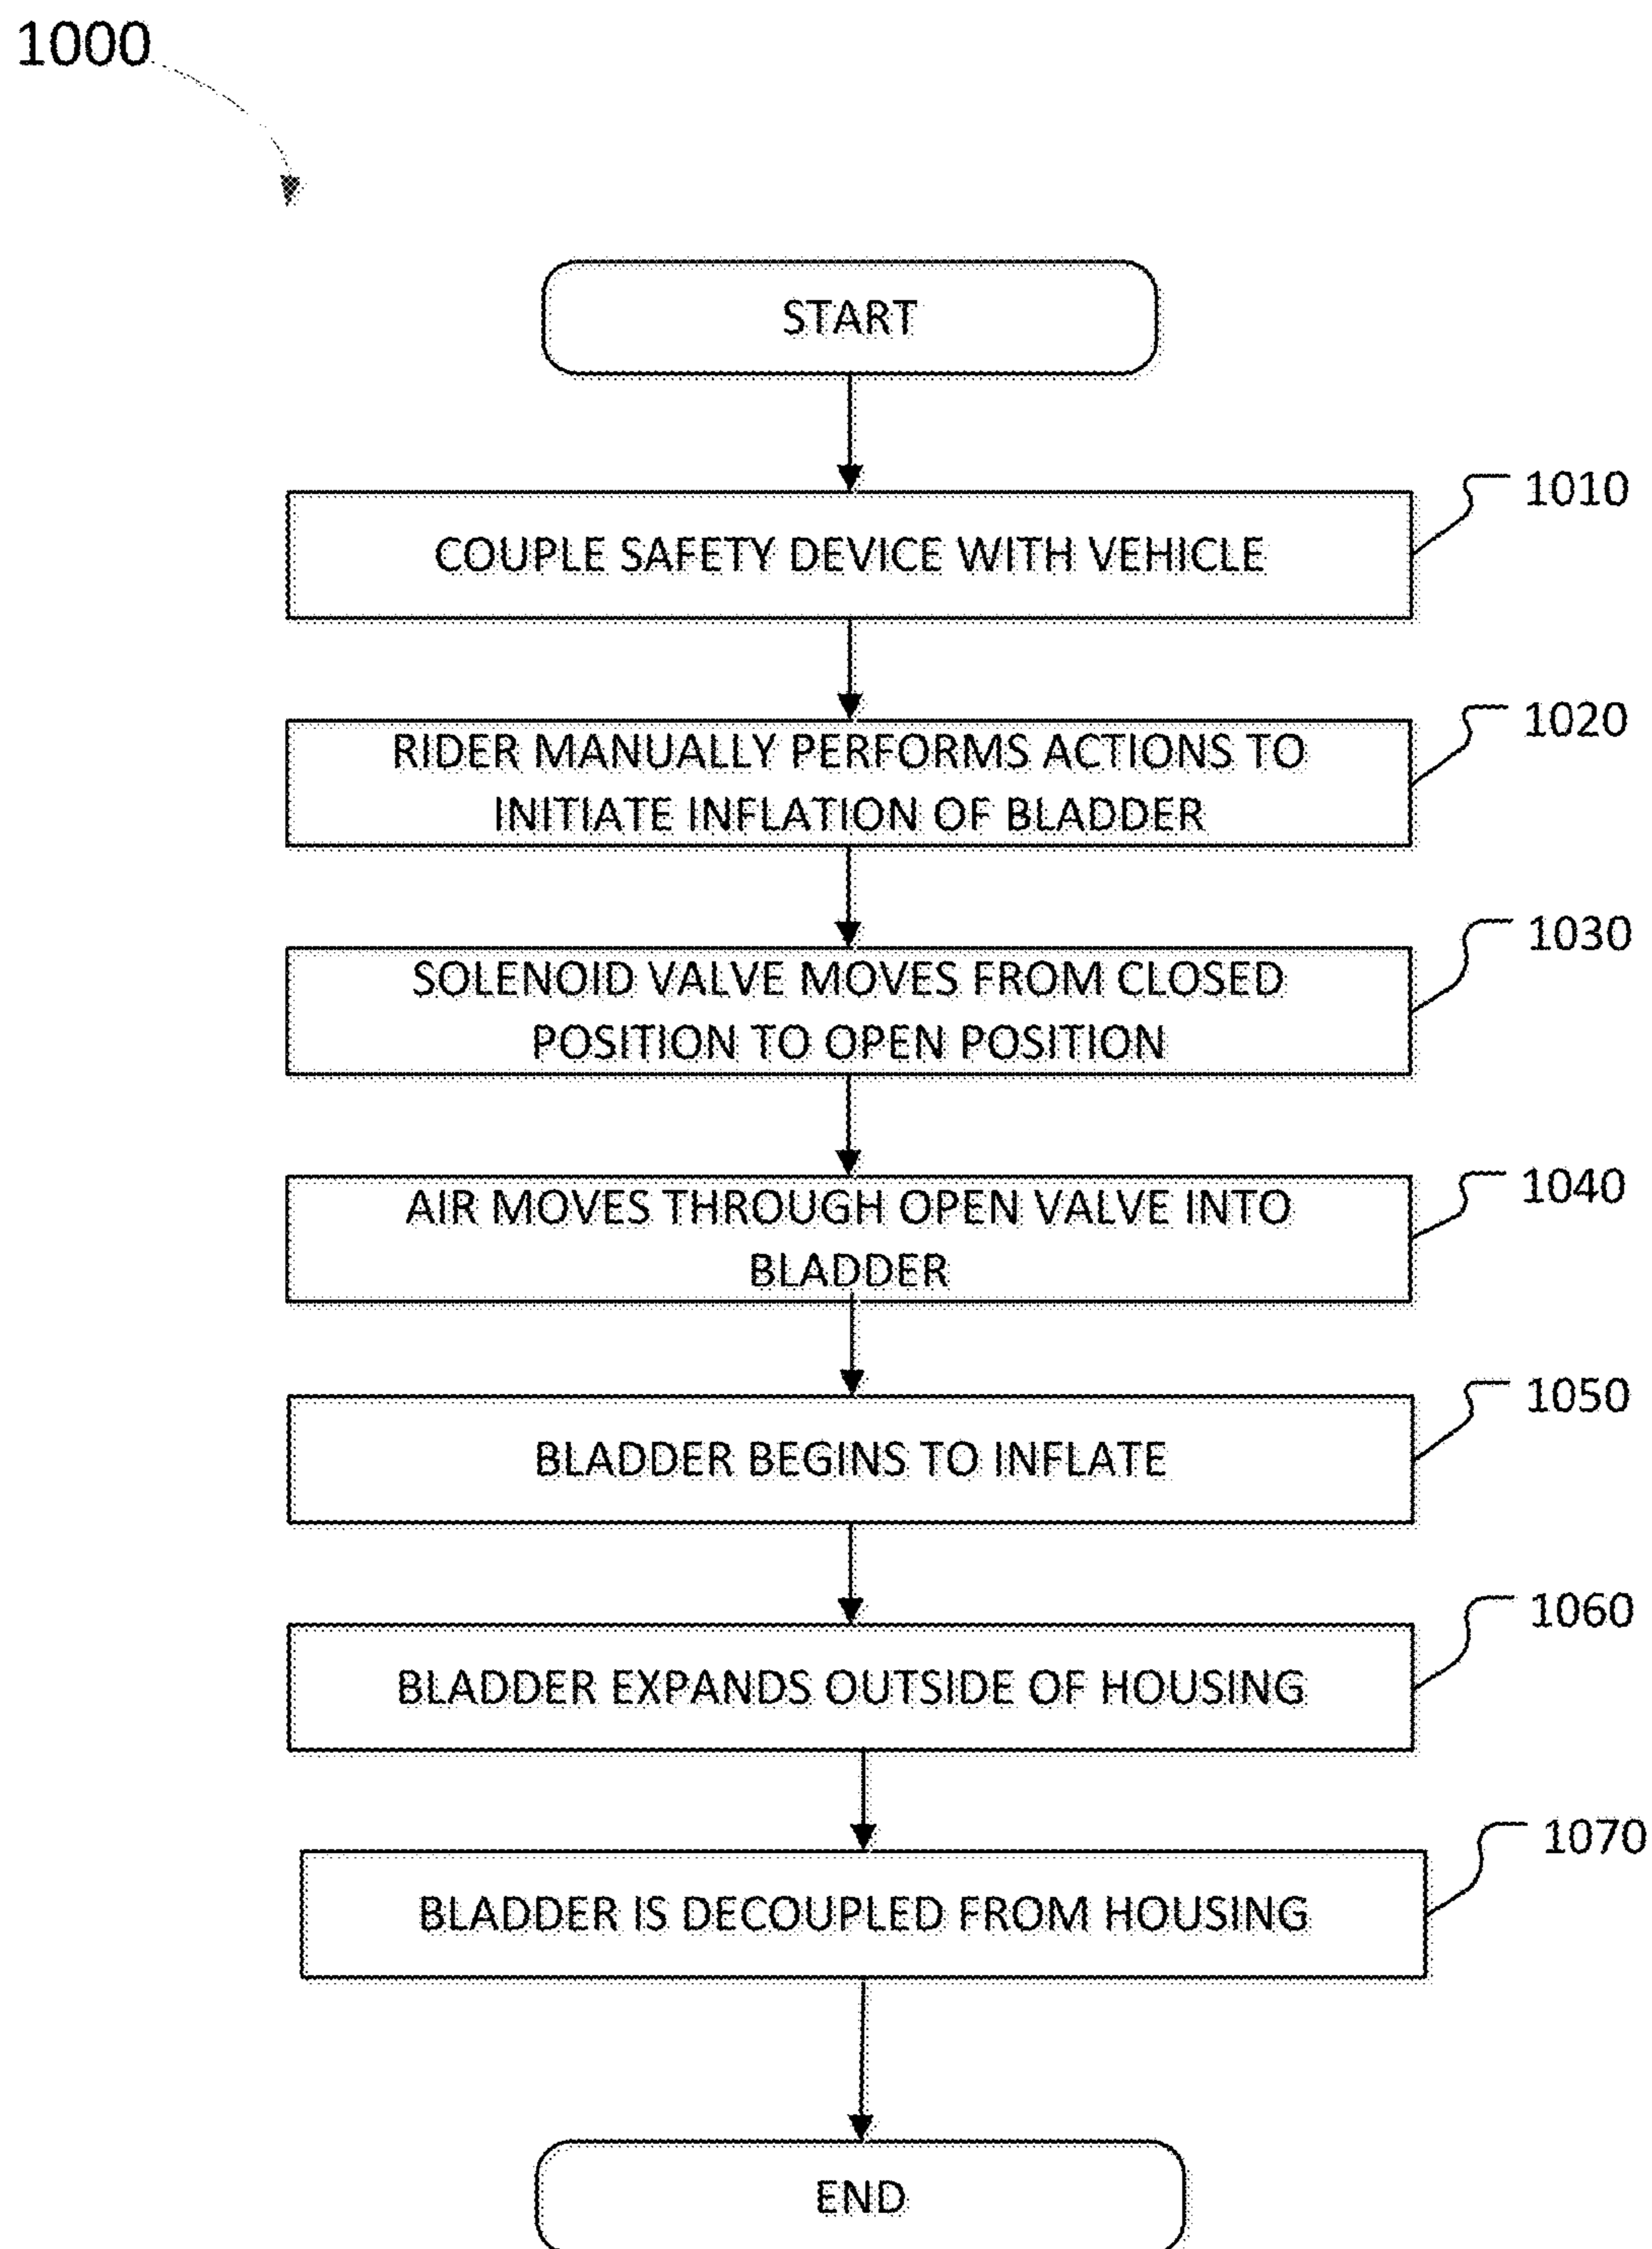 1000
START
1010
COUPLE SAFETY DEVICE WITH VEHICLE
1020
RIDER MANUALLY PERFORMS ACTIONS TO
INITIATE INFLATION OF BLADDER
1030
SOLENOID VALVE MOVES FROM CLOSED
POSITION TO OPEN POSITION
1040
AIR MOVES THROUGH OPEN VALVE INTO
BLADDER
1050
BLADDER BEGINS TO INFLATE
1060
BLADDER EXPANDS OUTSIDE OF HOUSING
1070
BLADDER IS DECOUPLED FROM HOUSING
END